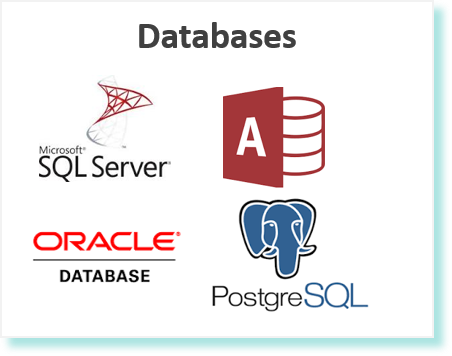 Databases
Microsoft®
SQL Server®
A
ORACLE®
DATABASE
PostgreSQL